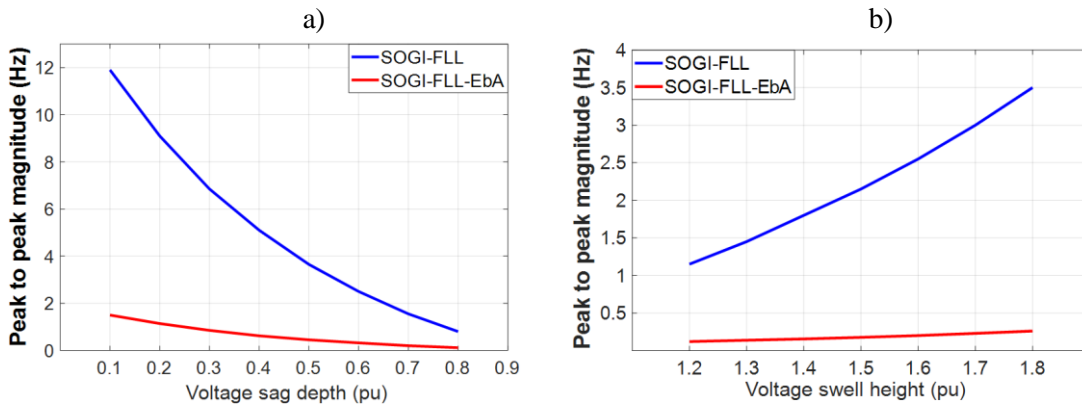 a)
Peak to peak magnitude (Hz)
12
10
8
6
4
2
0
SOGI-FLL
SOGI-FLL-EbA
0.1 0.2 0.3 0.4 0.5 0.6 0.7 0.8 0.9
Voltage sag depth (pu)
b)
Peak to peak magnitude (Hz)
4
3.5
3
2.5
2
1.5
1
0.5
SOGI-FLL
SOGI-FLL-EbA
1.2 1.3 1.4 1.5 1.6 1.7 1.8
Voltage swell height (pu)